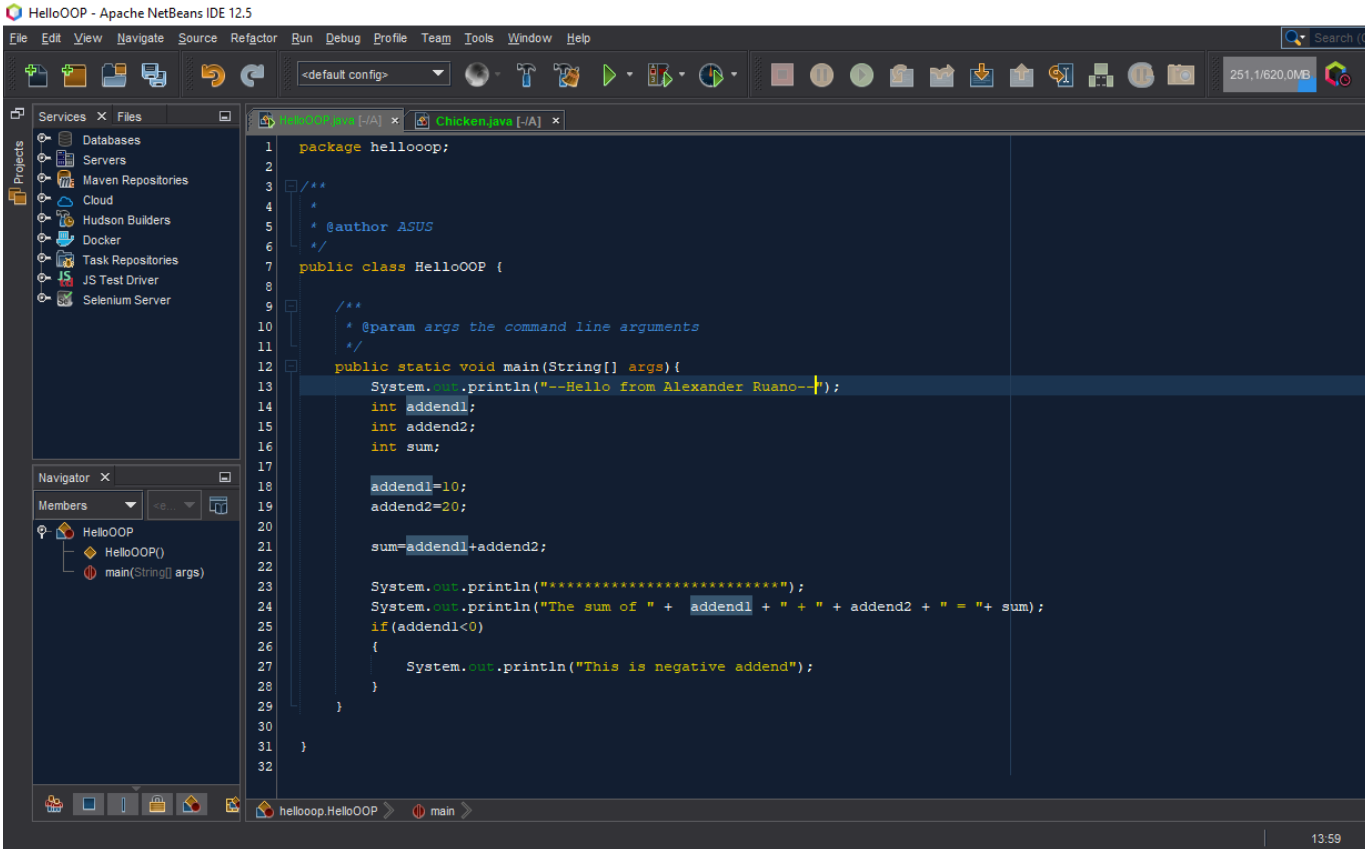 HelloOOP - Apache NetBeans IDE 12.5
File Edit View Navigate Source Refactor Run Debug Profile Team Tools Window Help
<default config>
251,1/620,0MB
Services Files
Projects
Databases
Servers
Maven Repositories
Cloud
Hudson Builders
Docker
Task Repositories
JS Test Driver
Selenium Server
Navigator
Members
HelloOOP
HelloOOP()
main(String[] args)
HelloOOP.java [-/A] Chicken.java [-/A]
1 package hellooop;
2
3 /**
4 *
5 * @author ASUS
6 */
7 public class HelloOOP {
8
9 /**
10 * @param args the command line arguments
11 */
12 public static void main(String[] args){
13 System.out.println("--Hello from Alexander Ruano--");
14 int addend1;
15 int addend2;
16 int sum;
17
18 addend1=10;
19 addend2=20;
20
21 sum=addend1+addend2;
22
23 System.out.println("**************************");
24 System.out.println("The sum of " +  addend1 + " + " + addend2 + " = "+ sum);
25 if(addend1<0)
26 {
27 System.out.println("This is negative addend");
28 }
29 }
30
31 }
32
hellooop.HelloOOP main
13:59